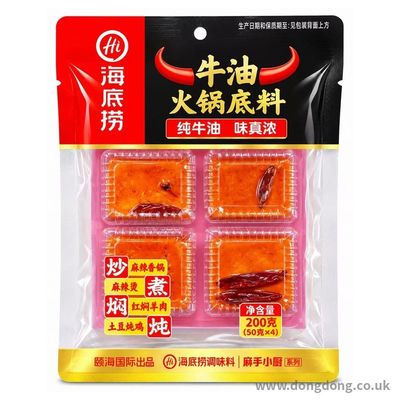 生产日期和保质期至:见包装背面上方
Hi
海底捞
牛油
火锅底料
纯牛油 味真浓
炒 麻辣香锅
麻辣烫 煮
焖 红焖羊肉
土豆炖鸡 炖
净含量
200克
(50克×4)
颐海国际出品 Hi 海底捞调味料 麻手小厨 系列
www.dongdong.co.uk